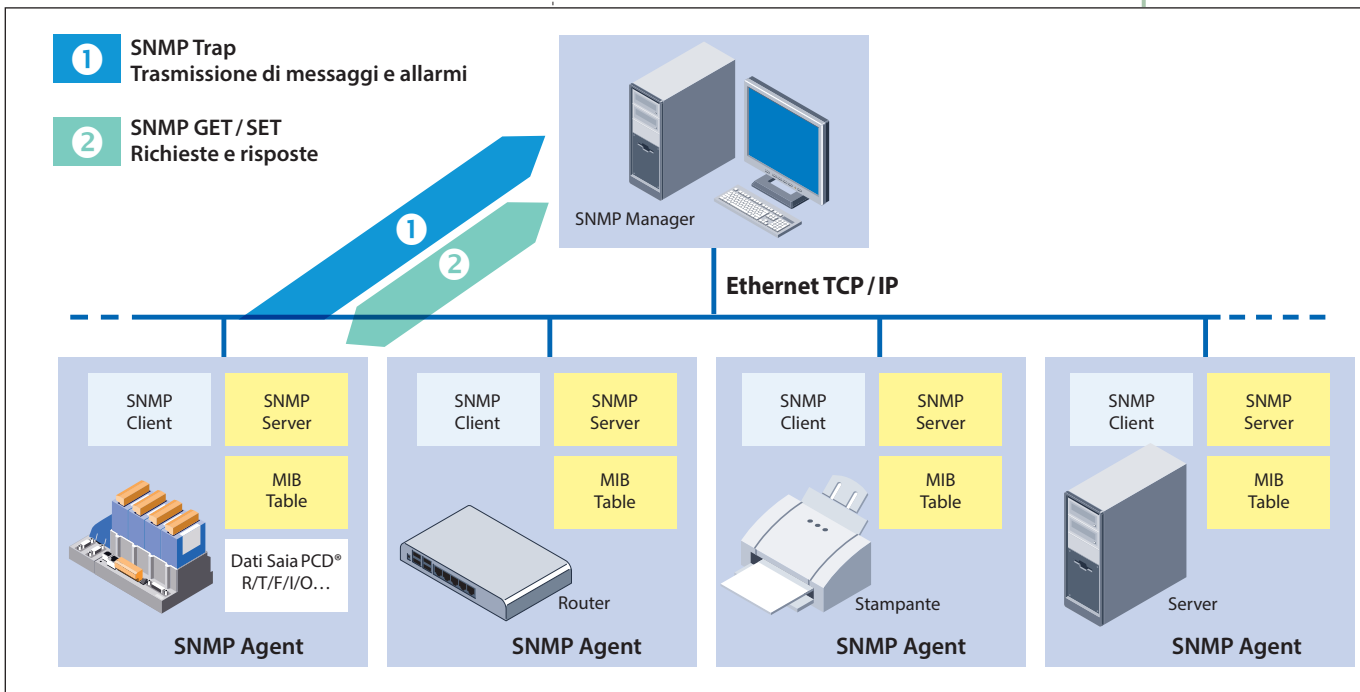 1
SNMP Trap
Trasmissione di messaggi e allarmi
2
SNMP GET / SET
Richieste e risposte
SNMP Manager
1
2
Ethernet TCP / IP
SNMP
Client
SNMP
Server
MIB
Table
Dati Saia PCD®
R/T/F/I/O…
SNMP Agent
SNMP
Client
SNMP
Server
MIB
Table
Router
SNMP Agent
SNMP
Client
SNMP
Server
MIB
Table
Stampante
SNMP Agent
SNMP
Client
SNMP
Server
MIB
Table
Server
SNMP Agent